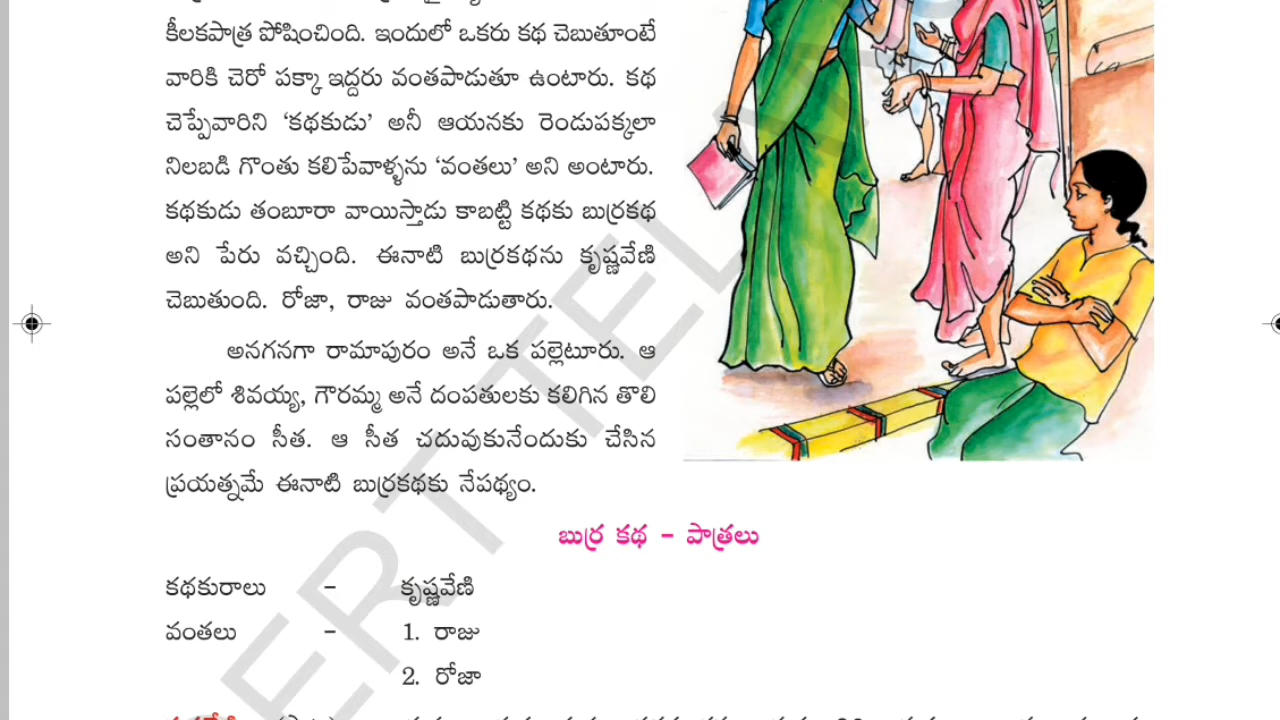 కీలకపాత్ర పోషించింది. ఇందులో ఒకరు కథ చెబుతూంటే
వారికి చెరో పక్కా ఇద్దరు వంతపాడుతూ ఉంటారు. కథ
చెప్పేవారిని ‘కథకుడు’ అనీ ఆయనకు రెండుపక్కలా
నిలబడి గొంతు కలిపేవాళ్ళను ‘వంతలు’ అని అంటారు.
కథకుడు తంబూరా వాయిస్తాడు కాబట్టి కథకు బుర్రకథ
అని పేరు వచ్చింది. ఈనాటి బుర్రకథను కృష్ణవేణి
చెబుతుంది. రోజా, రాజు వంతపాడుతారు.
అనగనగా రామాపురం అనే ఒక పల్లెటూరు. ఆ
పల్లెలో శివయ్య, గౌరమ్మ అనే దంపతులకు కలిగిన తొలి
సంతానం సీత. ఆ సీత చదువుకునేందుకు చేసిన
ప్రయత్నమే ఈనాటి బుర్రకథకు నేపథ్యం.
బుర్ర కథ - పాత్రలు
కథకురాలు - కృష్ణవేణి
వంతలు - 1. రాజు
2. రోజా